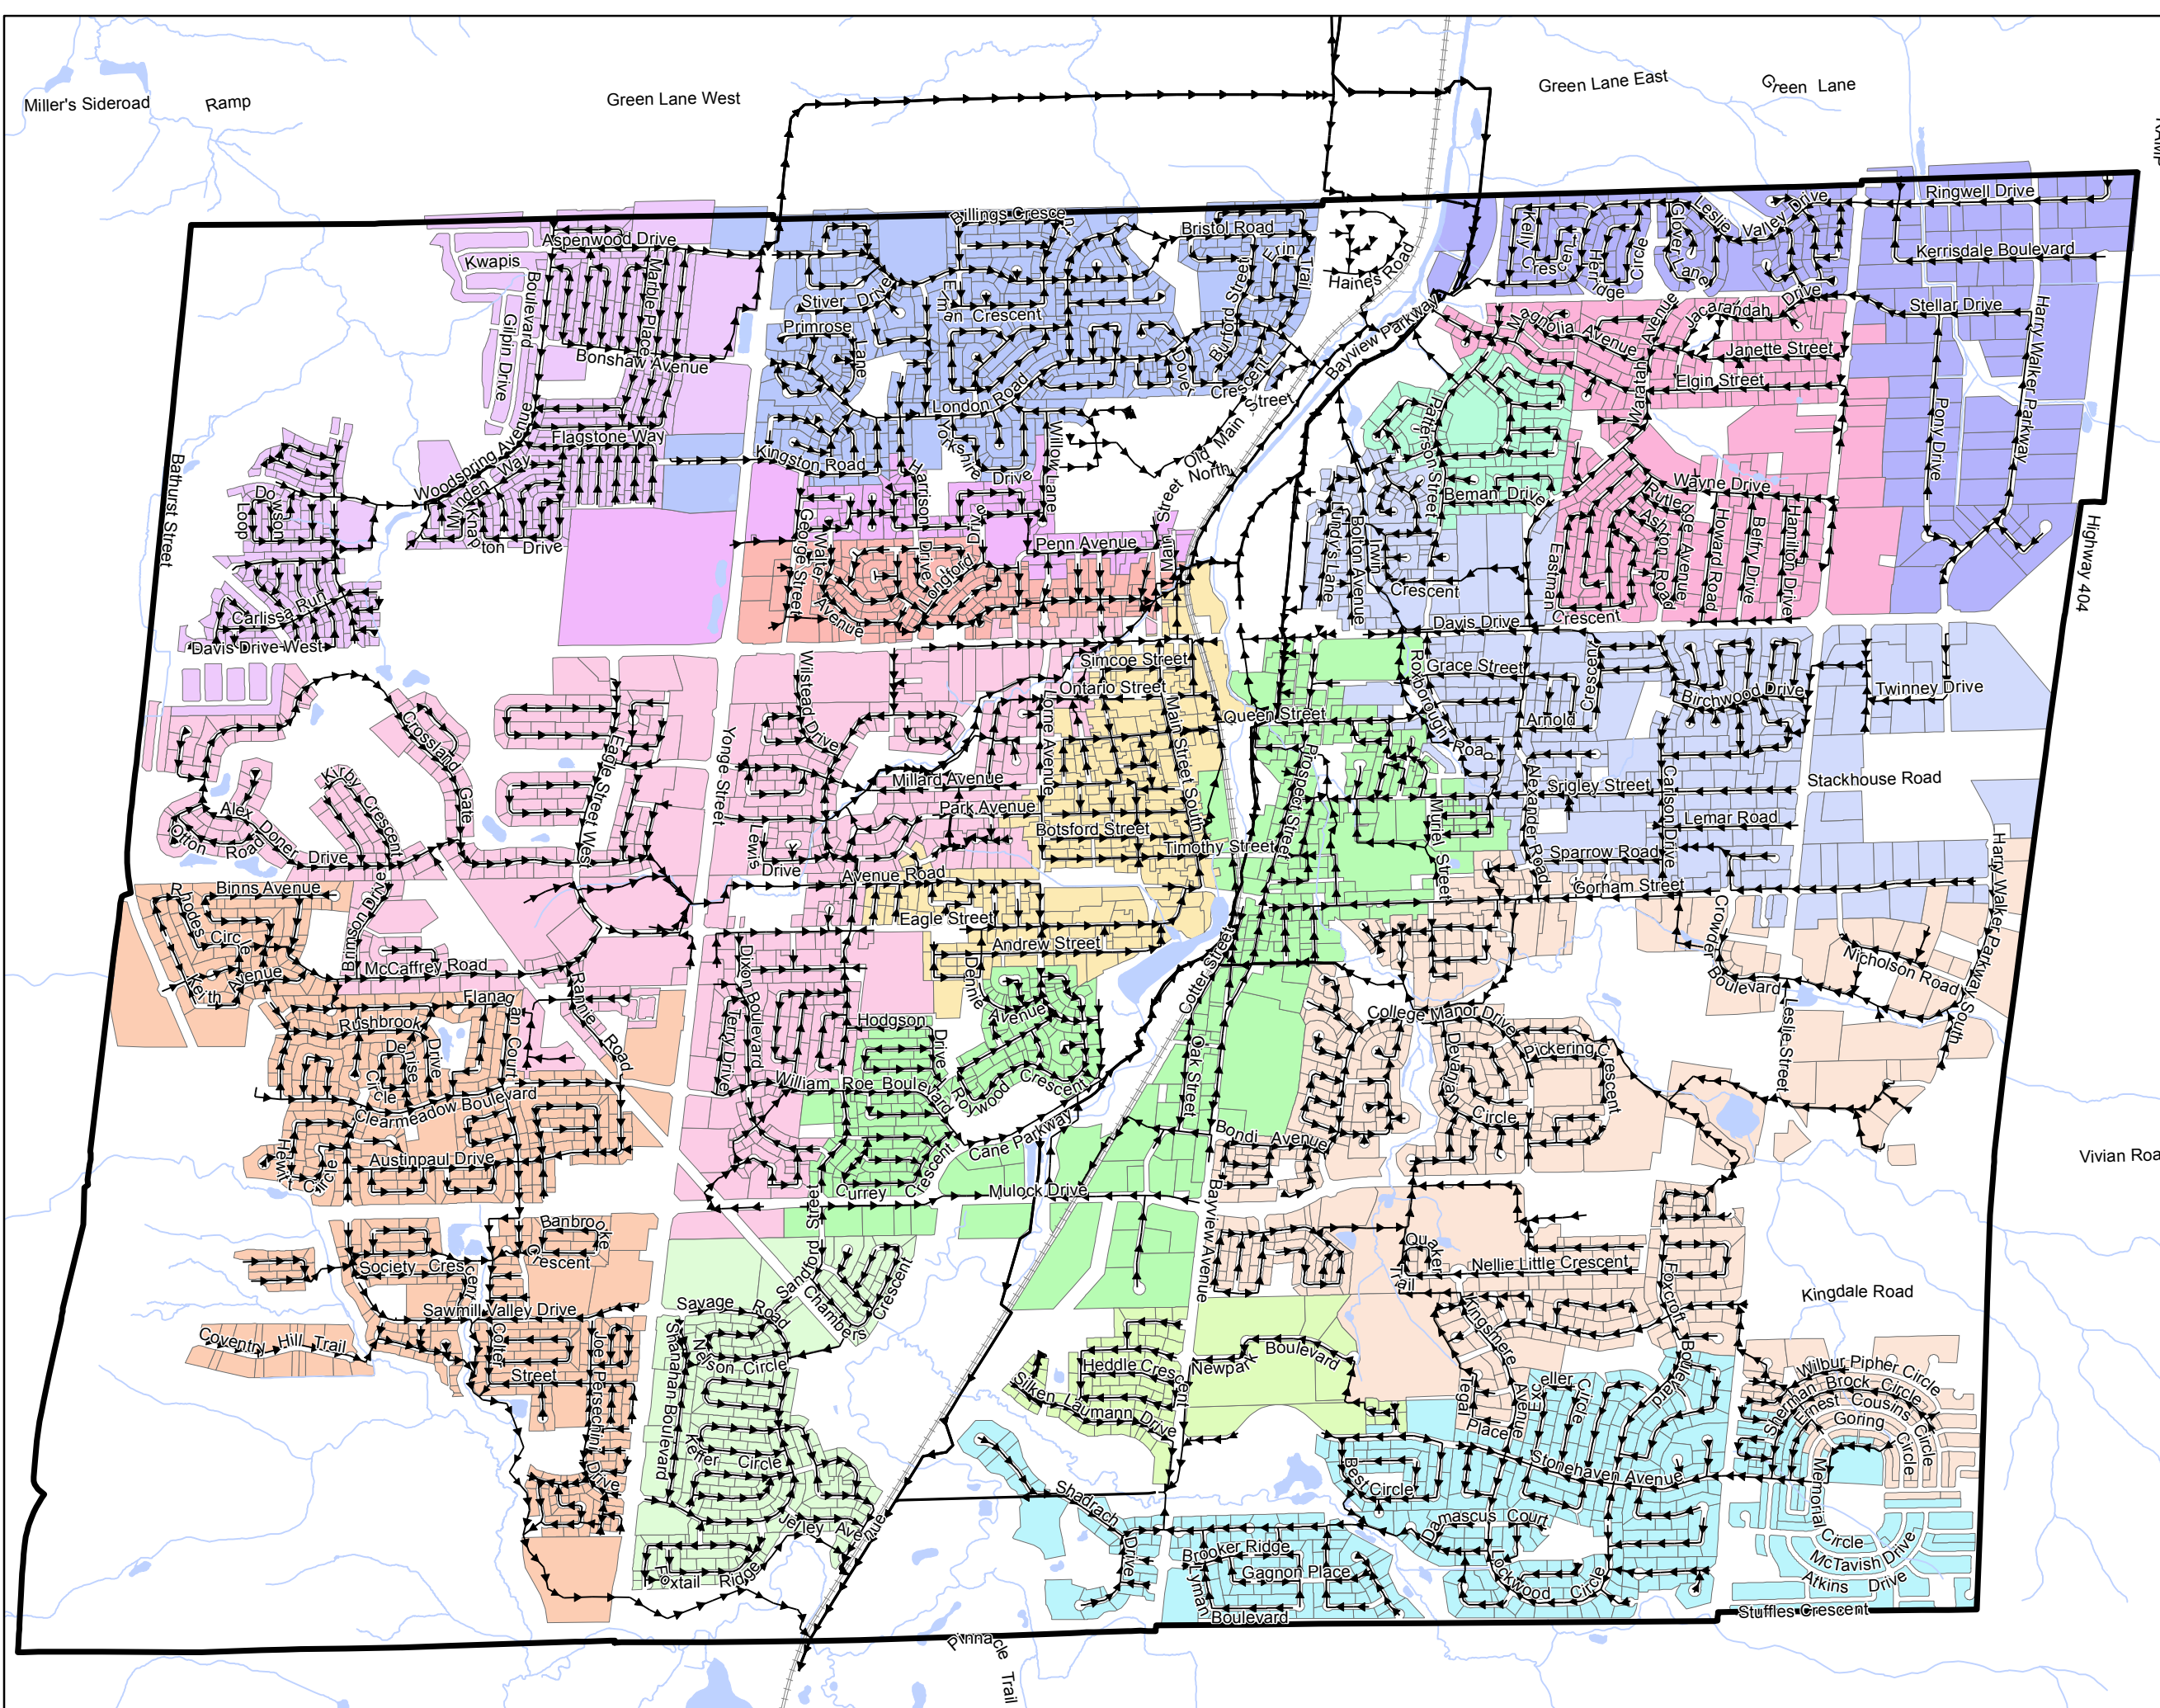 Miller's Sideroad
Ramp
Green Lane West
Green Lane East
Green Lane
Ringwell Drive
Kerrisdale Boulevard
Stellar Drive
Harry Walker Parkway
Pony Drive
Highway 404
Billings Crescen
Bristol Road
Erin Trail
Haines Road
Kelly Crescent
Heridge Circle
Glover Lane
Leslie Valley Drive
Aspenwood Drive
Kwapis Boulevard
Marble Place
Gilpin Drive
Bonshaw Avenue
Stiver Drive
Elman Crescent
Primrose Lane
Burford Street
Dover Crescent
Bayview Parkway
Magnolia Avenue
Jacarandah Drive
Janette Street
Elgin Street
Waratah Avenue
London Road
Old Main Street North
Patterson Street
Flagstone Way
Woodspring Avenue
Mynden Way
Knapton Drive
Kingston Road
Yorkshire Drive
Willow Lane
Harrison Drive
Dowson Loop
Bathurst Street
Beman Drive
Wayne Drive
Rutledge Avenue
Ashton Road
Howard Road
Belfry Drive
Hamilton Drive
Eastman Crescent
Lundy's Lane
Bolton Avenue
Irwin Crescent
George Street
Walter Avenue
Longford Drive
Penn Avenue
Main Street
Carlissa Run
Davis Drive West
Davis Drive
Simcoe Street
Ontario Street
Lorne Avenue
Main Street South
Queen Street
Prospect Street
Roxborough Road
Grace Street
Crescent
Arnold
Birchwood Drive
Twinney Drive
Stackhouse Road
Srigley Street
Alexander Road
Carlson Drive
Lemar Road
Sparrow Road
Gorham Street
Muriel Street
Wilstead Drive
Yonge Street
Millard Avenue
Park Avenue
Botsford Street
Timothy Street
Lewis Drive
Avenue Road
Eagle Street
Andrew Street
Dennie Avenue
Crossland Gate
Eagle Street West
Kirby Crescent
Alex Doner Drive
Otton Road
Binns Avenue
Rhodes Circle
Keith Avenue
Brimson Drive
McCaffrey Road
Rannie Road
Flanagan Court
Rushbrook Drive
Denise Circle
Clearmeadow Boulevard
Austinpaul Drive
Hewitt Circle
Dixon Boulevard
Terry Drive
Hodgson Drive
William Roe Boulevard
Roywood Crescent
Cane Parkway
Currey Crescent
Mulock Drive
Cotter Street
Oak Street
Bondi Avenue
Bayview Avenue
College Manor Drive
Devanjan Circle
Pickering Crescent
Crowder Boulevard
Leslie Street
Nicholson Road
Harry Walker Parkway South
Vivian Roa
Kingdale Road
Banbrooke Crescent
Society Crescent
Sawmill Valley Drive
Coventry Hill Trail
Colter Street
Joe Persechini Drive
Sandford Street
Savage Road
Chambers Crescent
Shanahan Boulevard
Nelson Circle
Keffer Circle
Jelley Avenue
Foxtail Ridge
Pinnacle Trail
Heddle Crescent
Silken Laumann Drive
Newpark Boulevard
Quaker Trail
Nellie Little Crescent
Kingsmere Avenue
Foxcroft Boulevard
Tegal Place
Exeller Circle
Stonehaven Avenue
Best Circle
Damascus Court
Lockwood Circle
Shadrach Drive
Brooker Ridge
Gagnon Place
Lyman Boulevard
Wilbur Pipher Circle
Sherman Brock Circle
Ernest Cousins Circle
Goring Circle
Memorial Circle
McTavish Drive
Atkins Drive
Stuffles Crescent